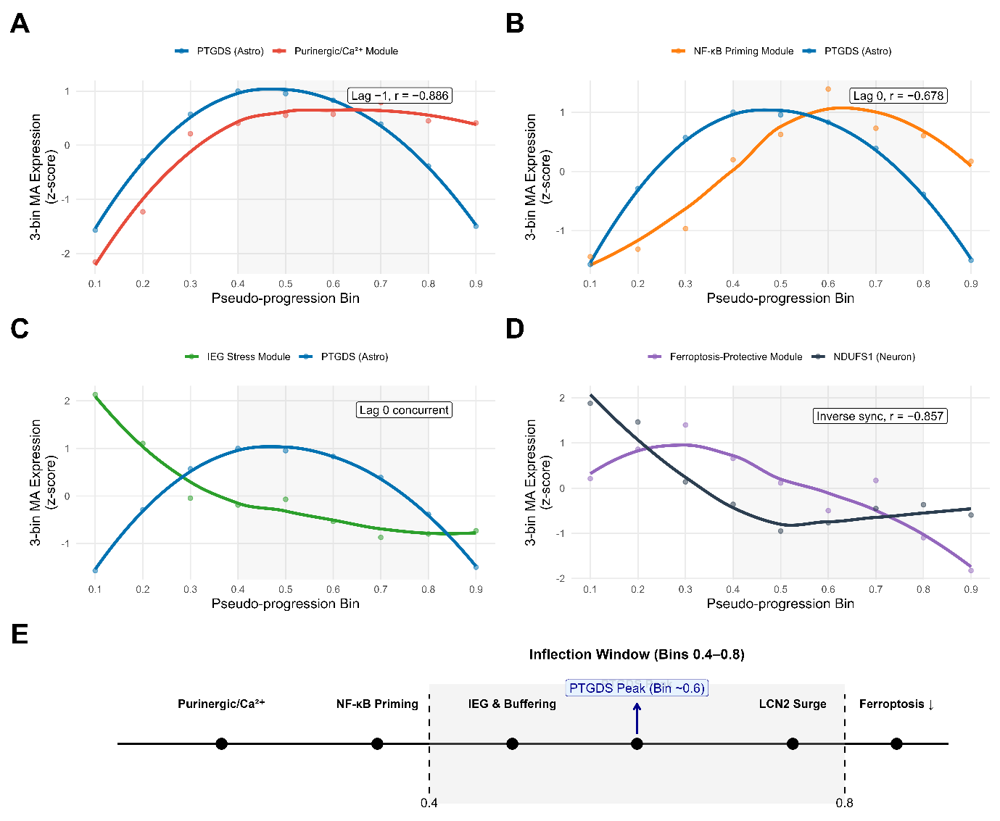 A
PTGDS (Astro) Purinergic/Ca²⁺ Module
Lag −1, r = −0.886
3-bin MA Expression
(z-score)
1
0
-1
-2
0.1 0.2 0.3 0.4 0.5 0.6 0.7 0.8 0.9
Pseudo-progression Bin
B
NF-κB Priming Module PTGDS (Astro)
Lag 0, r = −0.678
3-bin MA Expression
(z-score)
1
0
-1
0.1 0.2 0.3 0.4 0.5 0.6 0.7 0.8 0.9
Pseudo-progression Bin
C
IEG Stress Module PTGDS (Astro)
Lag 0 concurrent
3-bin MA Expression
(z-score)
2
1
0
-1
0.1 0.2 0.3 0.4 0.5 0.6 0.7 0.8 0.9
Pseudo-progression Bin
D
Ferroptosis-Protective Module NDUFS1 (Neuron)
Inverse sync, r = −0.857
3-bin MA Expression
(z-score)
2
1
0
-1
-2
0.1 0.2 0.3 0.4 0.5 0.6 0.7 0.8 0.9
Pseudo-progression Bin
E
Inflection Window (Bins 0.4–0.8)
PTGDS Peak (Bin ~0.6)
Purinergic/Ca²⁺ NF-κB Priming IEG & Buffering LCN2 Surge Ferroptosis ↓
0.4 0.8